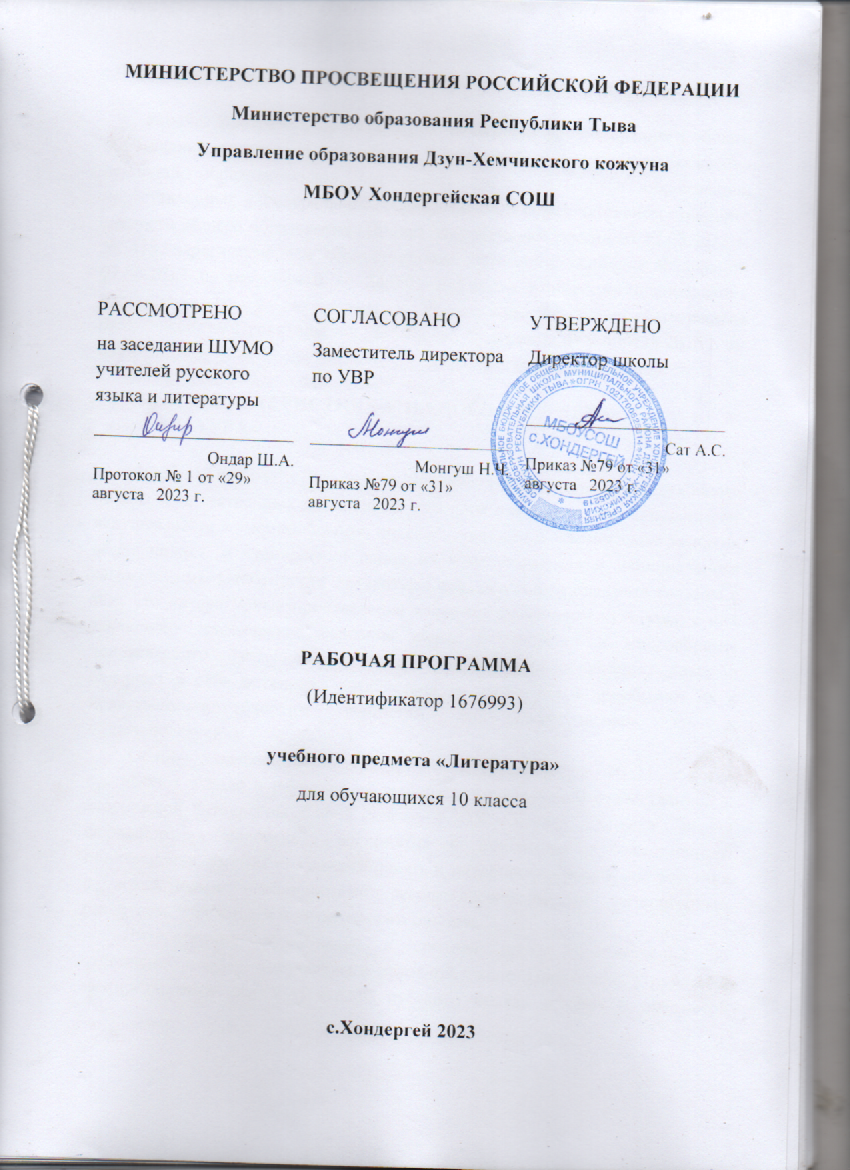 МИНИСТЕРСТВО ПРОСВЕЩЕНИЯ РОССИЙСКОЙ ФЕДЕРАЦИИ
Министерство образования Республики Тыва
Управление образования Дзун-Хемчикского кожууна
МБОУ Хондергейская СОШ
РАССМОТРЕНО
на заседании ШУМО
учителей русского
языка и литературы
Ондар Ш.А.
Протокол № 1 от «29»
августа 2023 г.
СОГЛАСОВАНО
Заместитель директора
по УВР
Монгуш Н.Ч.
Приказ №79 от «31»
августа 2023 г.
УТВЕРЖДЕНО
Директор школы
МБОУСОШ
с.ХОНДЕРГЕЙ
Сат А.С.
Приказ №79 от «31»
августа 2023 г.
РАБОЧАЯ ПРОГРАММА
(Идентификатор 1676993)
учебного предмета «Литература»
для обучающихся 10 класса
с.Хондергей 2023